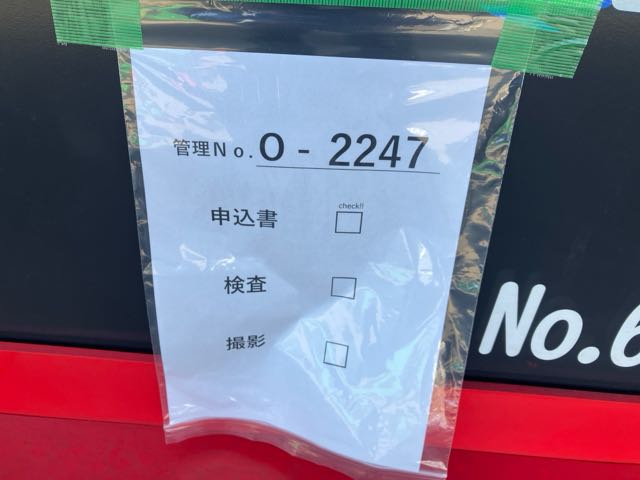 管理No. O - 2247
check!!
申込書
検査
撮影
No.6